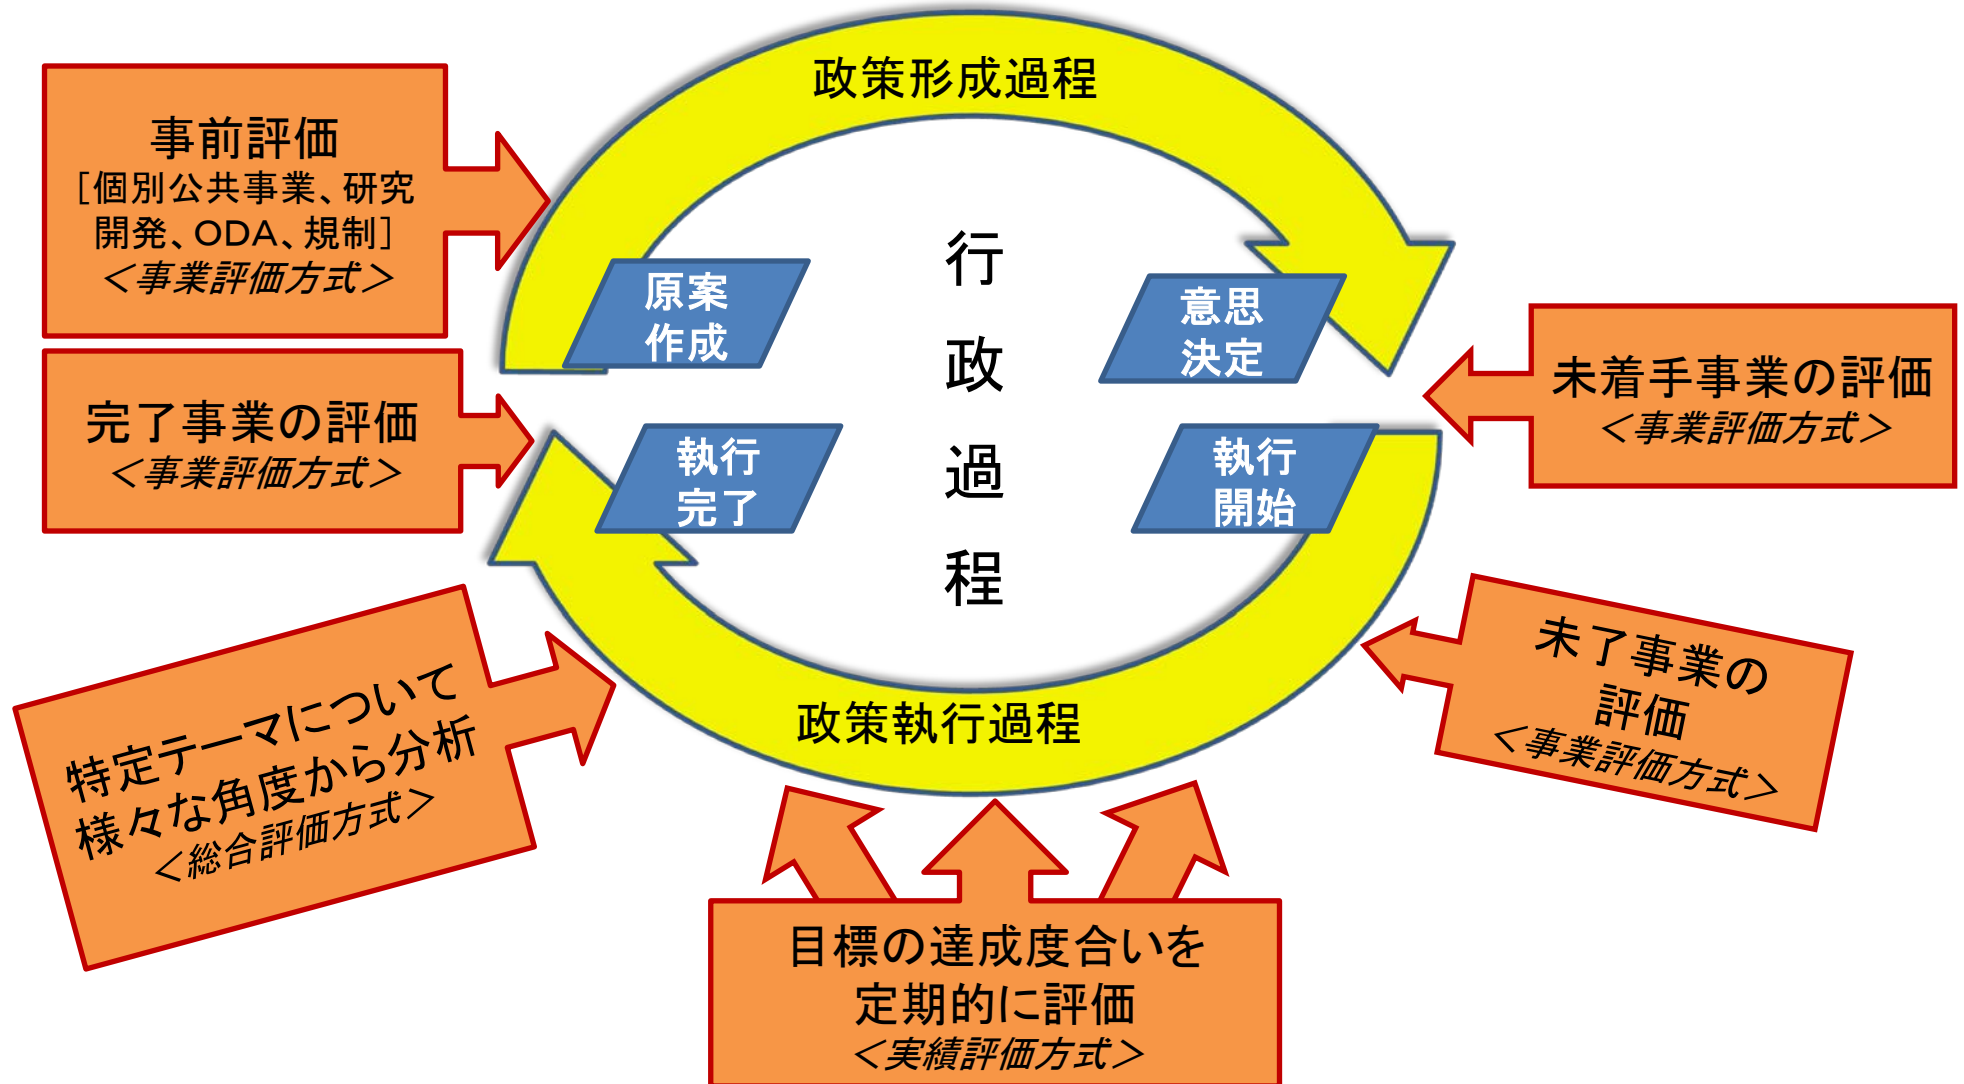 政策形成過程
事前評価
［個別公共事業、研究
開発、ODA、規制］
＜事業評価方式＞
原案
作成
意思
決定
行
政
過
程
完了事業の評価
＜事業評価方式＞
未着手事業の評価
＜事業評価方式＞
執行
完了
執行
開始
政策執行過程
特定テーマについて
様々な角度から分析
＜総合評価方式＞
未了事業の
評価
＜事業評価方式＞
目標の達成度合いを
定期的に評価
＜実績評価方式＞